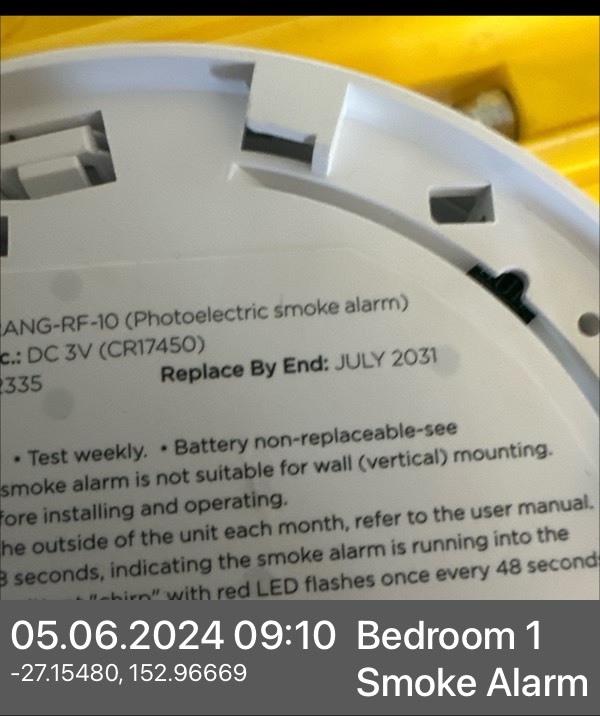 ANG-RF-10 (Photoelectric smoke alarm)
c.: DC 3V (CR17450)
2335
Replace By End: JULY 2031
• Test weekly. • Battery non-replaceable-see
smoke alarm is not suitable for wall (vertical) mounting.
fore installing and operating.
he outside of the unit each month, refer to the user manual.
8 seconds, indicating the smoke alarm is running into the
"chirp" with red LED flashes once every 48 seconds
05.06.2024 09:10
-27.15480, 152.96669
Bedroom 1
Smoke Alarm